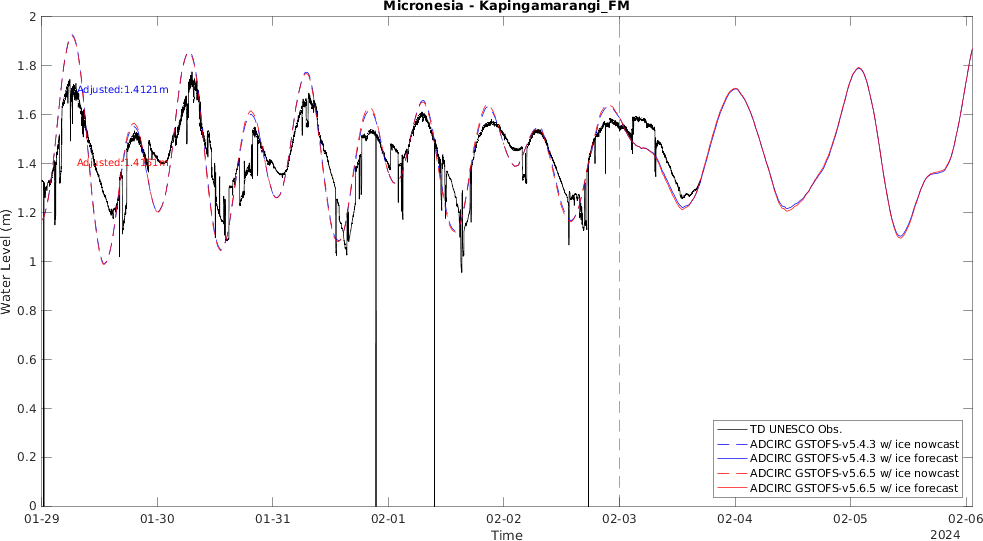 Micronesia - Kapingamarangi_FM
Water Level (m)
2
1.8
1.6
1.4
1.2
1
0.8
0.6
0.4
0.2
0
Adjusted:1.4121m
Adjusted:1.4151m
TD UNESCO Obs.
ADCIRC GSTOFS-v5.4.3 w/ ice nowcast
ADCIRC GSTOFS-v5.4.3 w/ ice forecast
ADCIRC GSTOFS-v5.6.5 w/ ice nowcast
ADCIRC GSTOFS-v5.6.5 w/ ice forecast
01-29 01-30 01-31 02-01 02-02 02-03 02-04 02-05 02-06
Time
2024